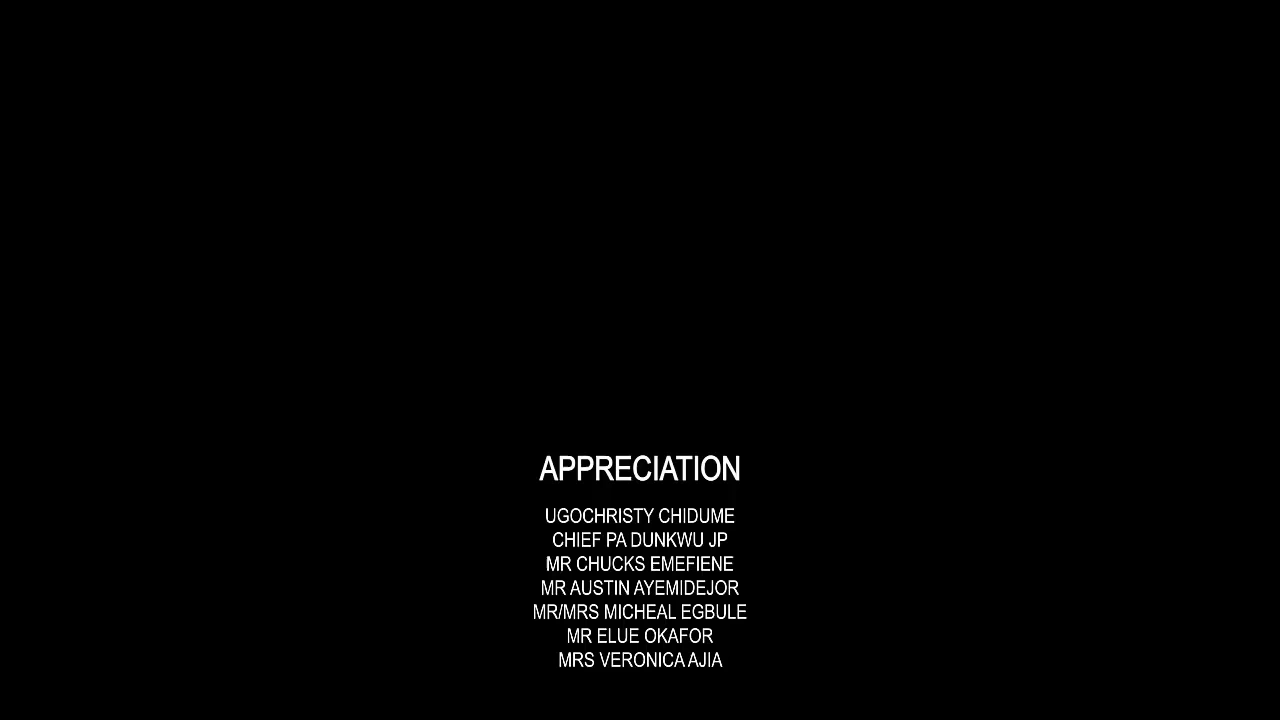 APPRECIATION
UGOCHRISTY CHIDUME
CHIEF PA DUNKWU JP
MR CHUCKS EMEFIENE
MR AUSTIN AYEMIDEJOR
MR/MRS MICHEAL EGBULE
MR ELUE OKAFOR
MRS VERONICA AJIA